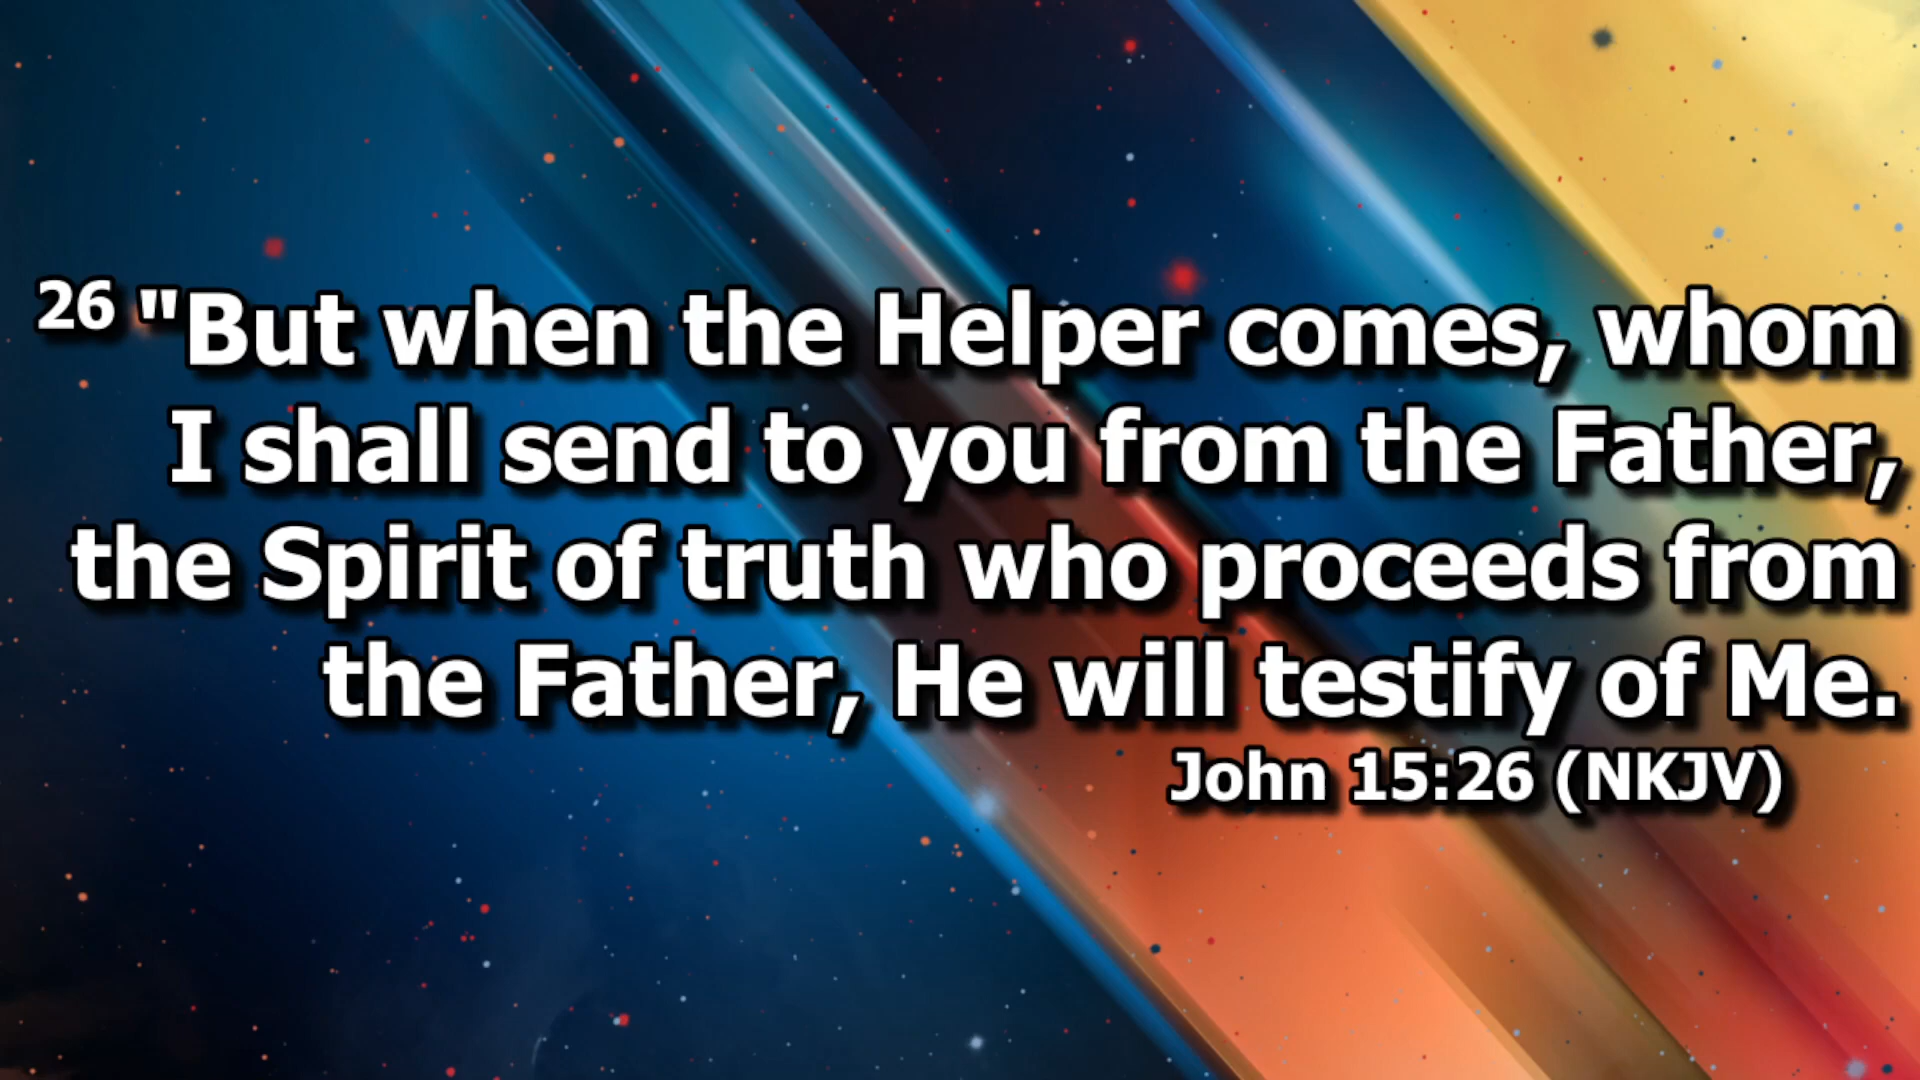 26 "But when the Helper comes, whom
I shall send to you from the Father,
the Spirit of truth who proceeds from
the Father, He will testify of Me.
John 15:26 (NKJV)